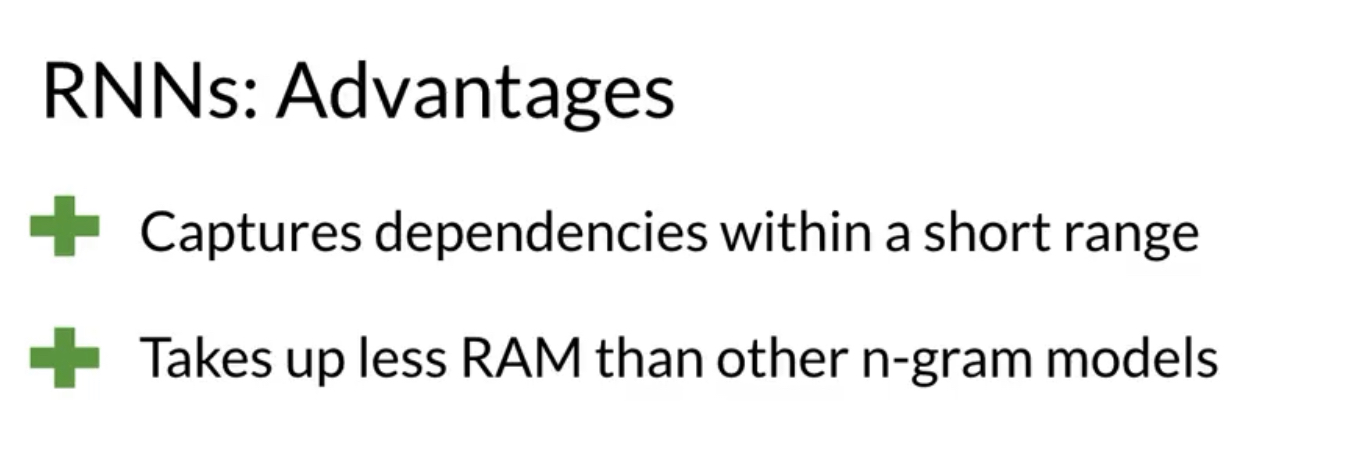 RNNs: Advantages
Captures dependencies within a short range
Takes up less RAM than other n-gram models